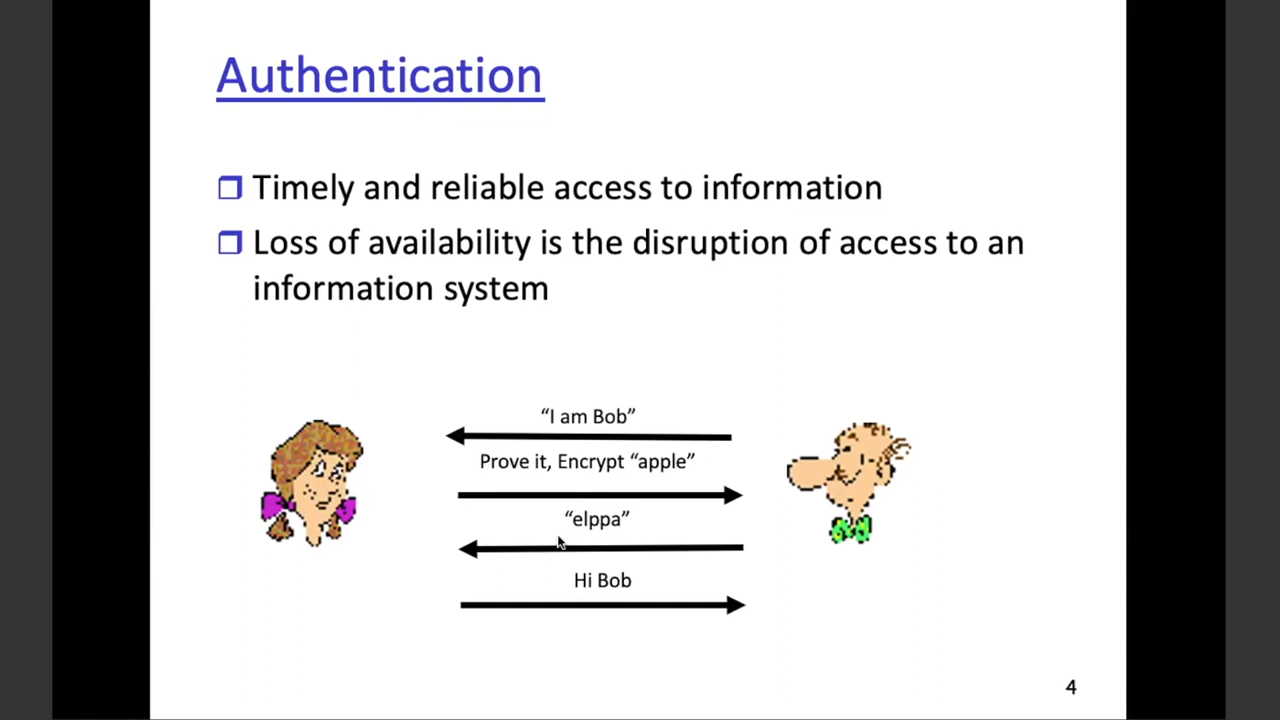 Authentication
Timely and reliable access to information
Loss of availability is the disruption of access to an
information system
“I am Bob”
Prove it, Encrypt “apple”
“elppa”
Hi Bob
4